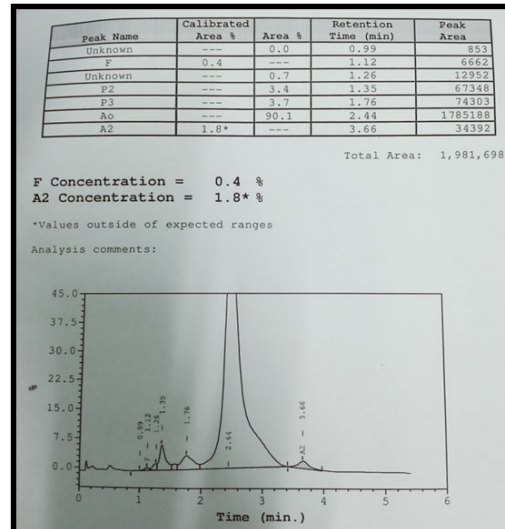 Peak Name Calibrated Area % Area % Retention Time (min) Peak Area
Unknown --- 0.0 0.99 853
F 0.4 --- 1.12 6662
Unknown --- 0.7 1.26 12952
P2 --- 3.4 1.35 67348
P3 --- 3.7 1.76 74303
Ao --- 90.1 2.44 1785188
A2 1.8* --- 3.66 34392
Total Area: 1,981,698
F Concentration = 0.4 %
A2 Concentration = 1.8* %
*Values outside of expected ranges
Analysis comments:
45.0
37.5
30.0
22.5
15.0
7.5
0.0
%
0.99
F 1.12
1.26
1.35
1.76
2.44
A2 3.66
0 1 2 3 4 5 6
Time (min.)